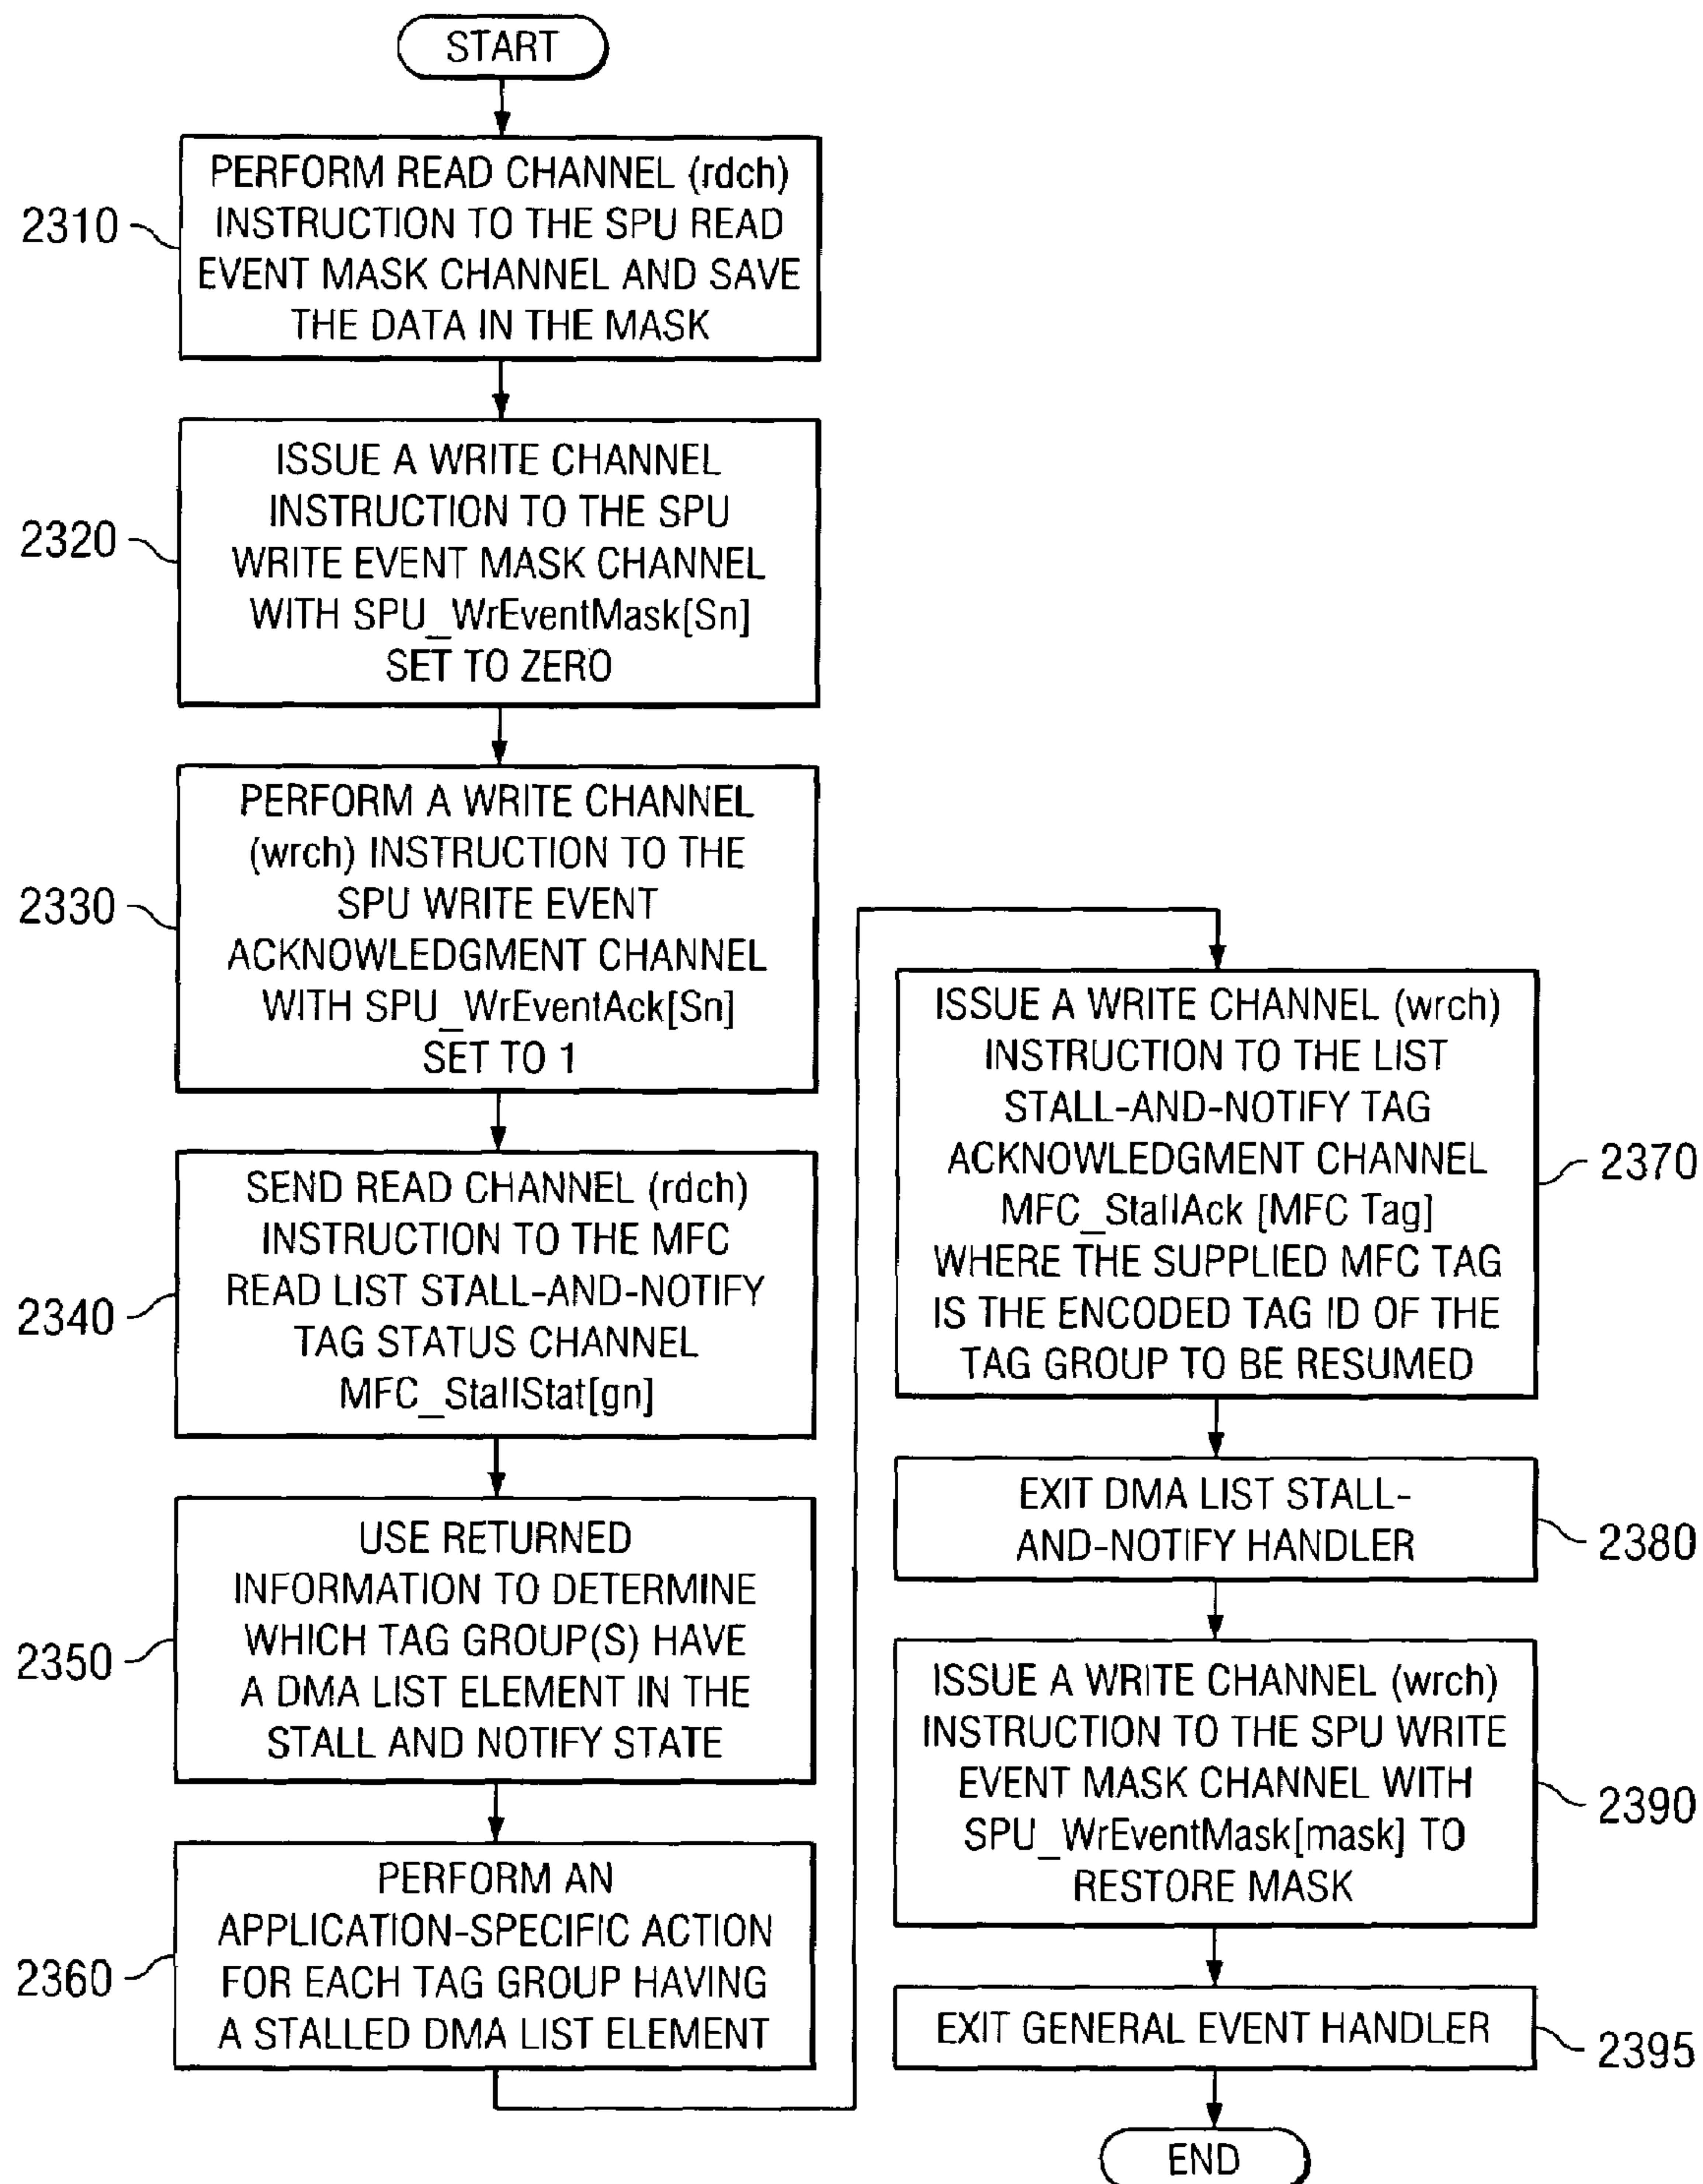 START
2310
PERFORM READ CHANNEL (rdch)
INSTRUCTION TO THE SPU READ
EVENT MASK CHANNEL AND SAVE
THE DATA IN THE MASK
2320
ISSUE A WRITE CHANNEL
INSTRUCTION TO THE SPU
WRITE EVENT MASK CHANNEL
WITH SPU_WrEventMask[Sn]
SET TO ZERO
2330
PERFORM A WRITE CHANNEL
(wrch) INSTRUCTION TO THE
SPU WRITE EVENT
ACKNOWLEDGMENT CHANNEL
WITH SPU_WrEventAck[Sn]
SET TO 1
2340
SEND READ CHANNEL (rdch)
INSTRUCTION TO THE MFC
READ LIST STALL-AND-NOTIFY
TAG STATUS CHANNEL
MFC_StallStat[gn]
2350
USE RETURNED
INFORMATION TO DETERMINE
WHICH TAG GROUP(S) HAVE
A DMA LIST ELEMENT IN THE
STALL AND NOTIFY STATE
2360
PERFORM AN
APPLICATION-SPECIFIC ACTION
FOR EACH TAG GROUP HAVING
A STALLED DMA LIST ELEMENT
ISSUE A WRITE CHANNEL (wrch)
INSTRUCTION TO THE LIST
STALL-AND-NOTIFY TAG
ACKNOWLEDGMENT CHANNEL
MFC_StallAck [MFC Tag]
WHERE THE SUPPLIED MFC TAG
IS THE ENCODED TAG ID OF THE
TAG GROUP TO BE RESUMED
2370
EXIT DMA LIST STALL-
AND-NOTIFY HANDLER
2380
ISSUE A WRITE CHANNEL (wrch)
INSTRUCTION TO THE SPU WRITE
EVENT MASK CHANNEL WITH
SPU_WrEventMask[mask] TO
RESTORE MASK
2390
EXIT GENERAL EVENT HANDLER
2395
END